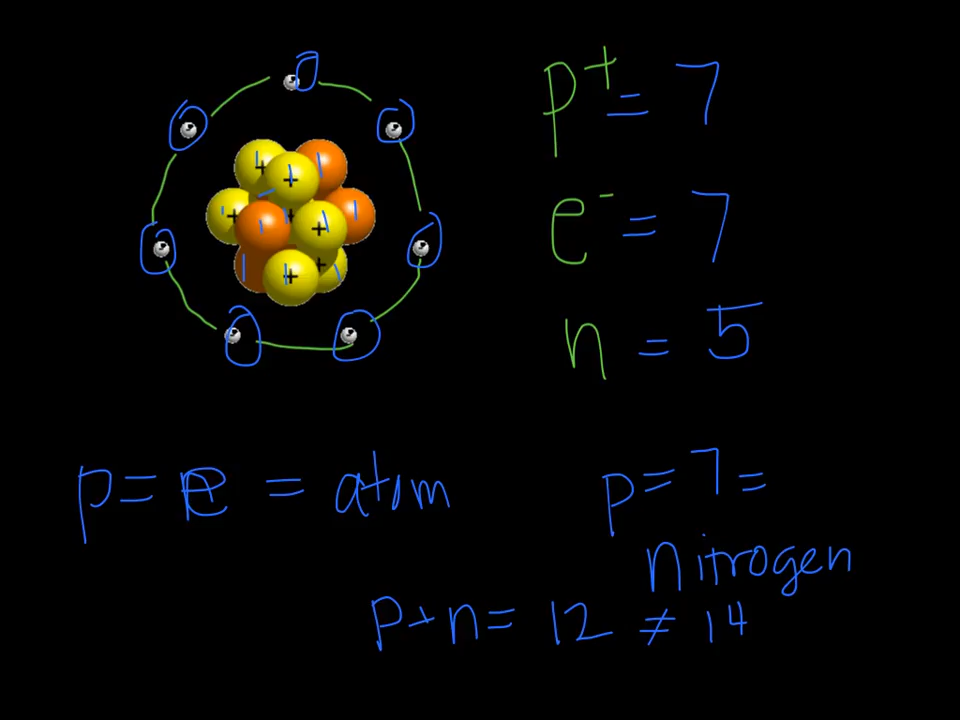 p+ = 7
e- = 7
n = 5
p = e = atom
p = 7 =
nitrogen
p+n = 12 ≠ 14